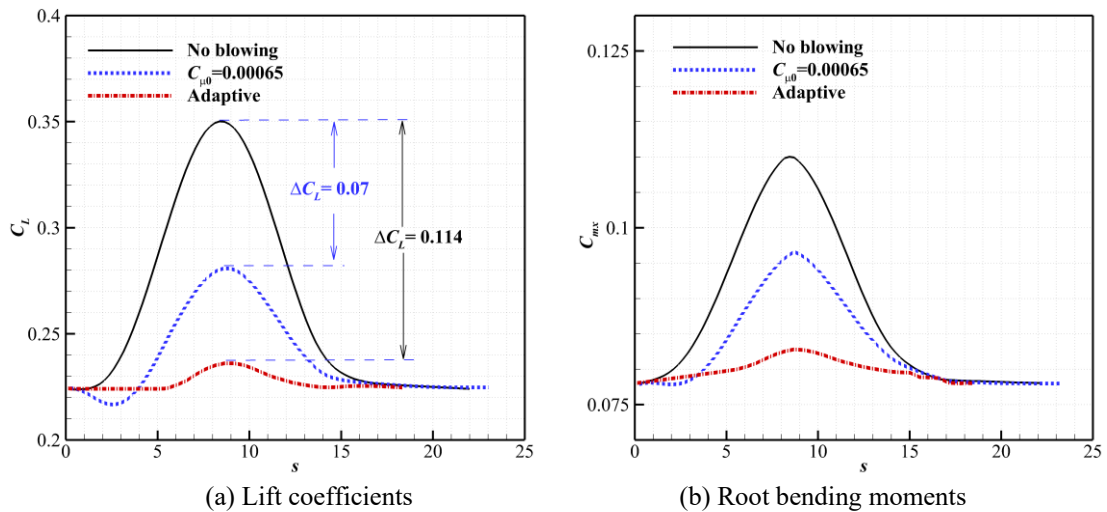 0.4
0.35
0.3
0.25
0.2
C_L
No blowing
C_μ0=0.00065
Adaptive
ΔC_L= 0.07
ΔC_L= 0.114
0 5 10 15 20 25
s
(a) Lift coefficients
0.125
0.1
0.075
C_mx
No blowing
C_μ0=0.00065
Adaptive
0 5 10 15 20 25
s
(b) Root bending moments